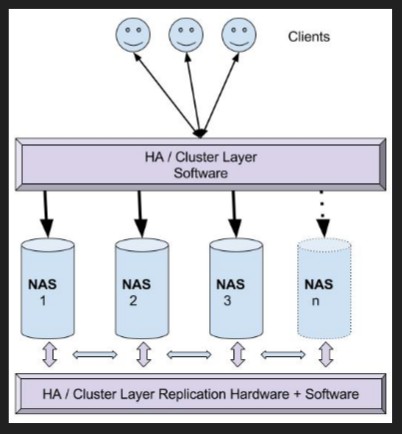 Clients
HA / Cluster Layer
Software
NAS
1
NAS
2
NAS
3
NAS
n
HA / Cluster Layer Replication Hardware + Software